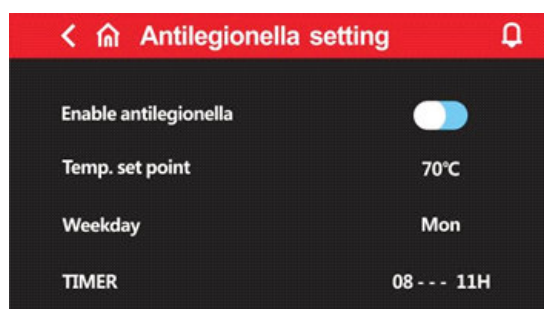 Antilegionella setting
Enable antilegionella
Temp. set point 70℃
Weekday Mon
TIMER 08 - - - 11H